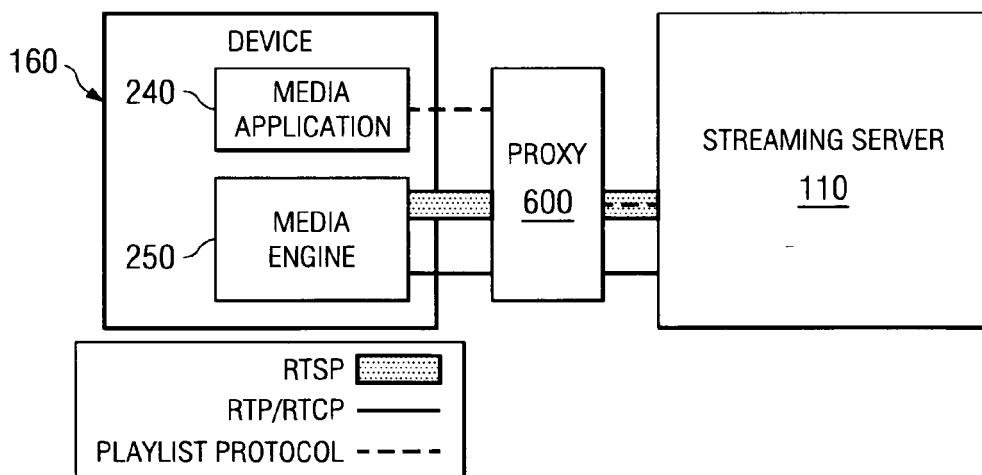 DEVICE
160
240
MEDIA
APPLICATION
MEDIA
ENGINE
250
PROXY
600
STREAMING SERVER
110
RTSP
RTP/RTCP
PLAYLIST PROTOCOL